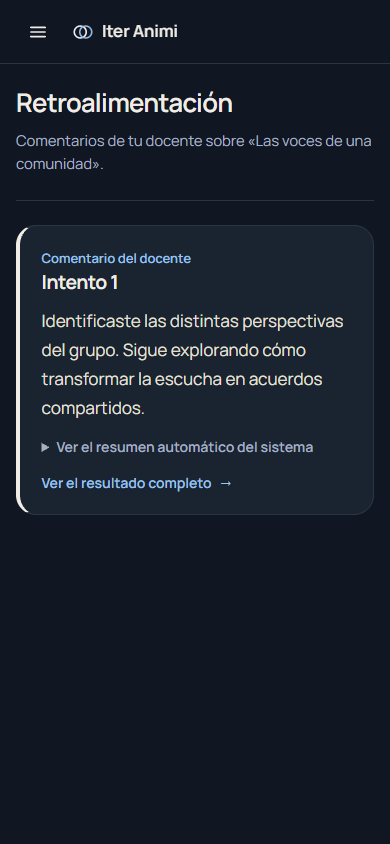 Iter Animi
Retroalimentación
Comentarios de tu docente sobre «Las voces de una
comunidad».
Comentario del docente
Intento 1
Identificaste las distintas perspectivas
del grupo. Sigue explorando cómo
transformar la escucha en acuerdos
compartidos.
Ver el resumen automático del sistema
Ver el resultado completo →